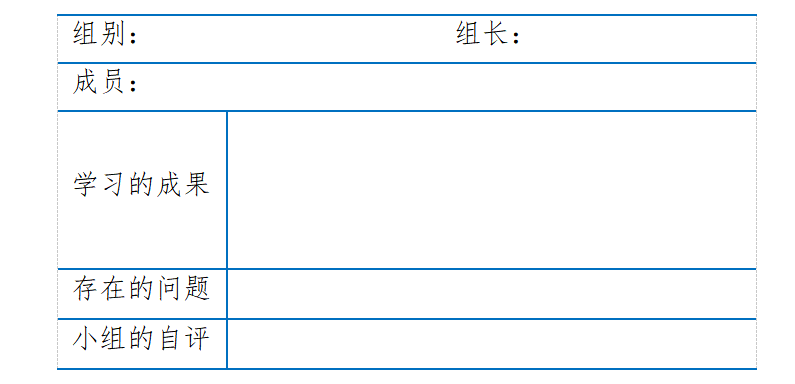 组别： 组长：
成员：
学习的成果
存在的问题
小组的自评